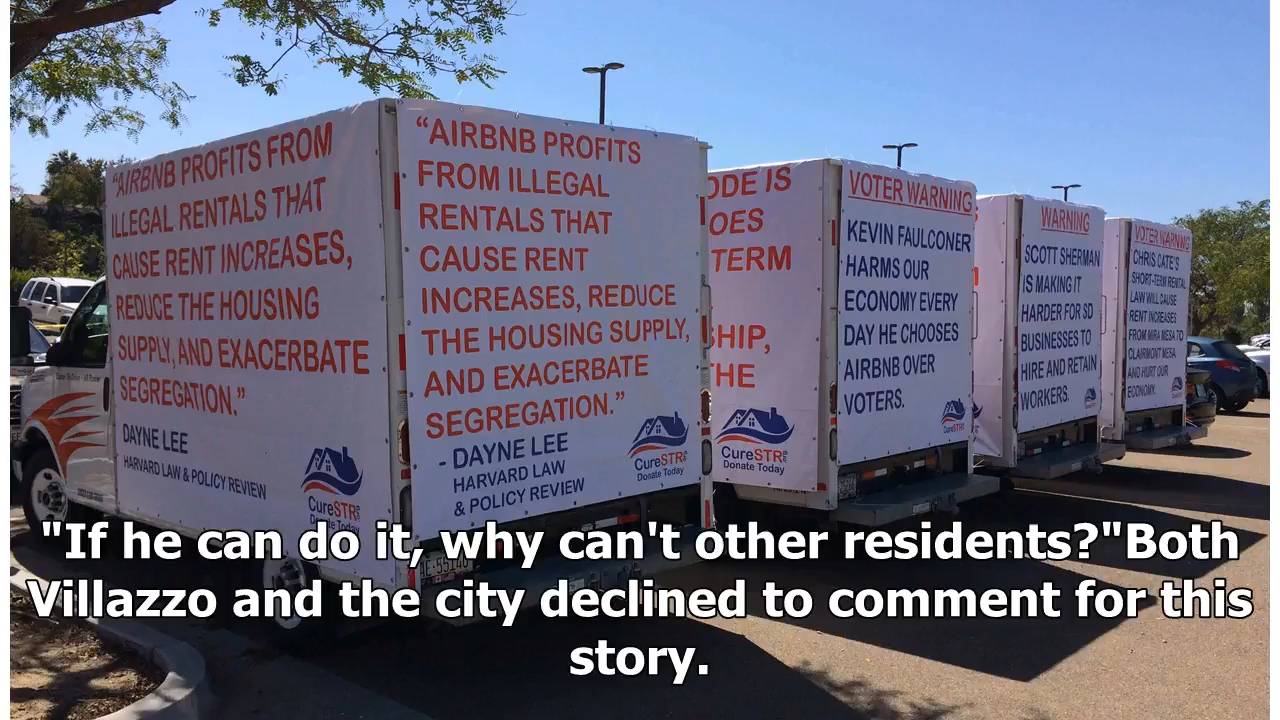 "AIRBNB PROFITS FROM
ILLEGAL RENTALS THAT
CAUSE RENT INCREASES,
REDUCE THE HOUSING
SUPPLY, AND EXACERBATE
SEGREGATION."
DAYNE LEE
HARVARD LAW & POLICY REVIEW
CureSTR
Donate Today
"AIRBNB PROFITS
FROM ILLEGAL
RENTALS THAT
CAUSE RENT
INCREASES, REDUCE
THE HOUSING SUPPLY,
AND EXACERBATE
SEGREGATION."
- DAYNE LEE
HARVARD LAW
& POLICY REVIEW
CureSTR
Donate Today
ODE IS
OES
TERM
SHIP,
THE
CureSTR
Donate Today
VOTER WARNING
KEVIN FAULCONER
HARMS OUR
ECONOMY EVERY
DAY HE CHOOSES
AIRBNB OVER
VOTERS.
CureSTR
WARNING
SCOTT SHERMAN
IS MAKING IT
HARDER FOR SD
BUSINESSES TO
HIRE AND RETAIN
WORKERS.
VOTER WARNING
CHRIS CATE'S
SHORT-TERM RENTAL
LAW WILL CAUSE
RENT INCREASES
FROM MIRA MESA TO
CLAIRMONT MESA
AND HURT OUR
ECONOMY.
"If he can do it, why can't other residents?"Both
Villazzo and the city declined to comment for this
story.